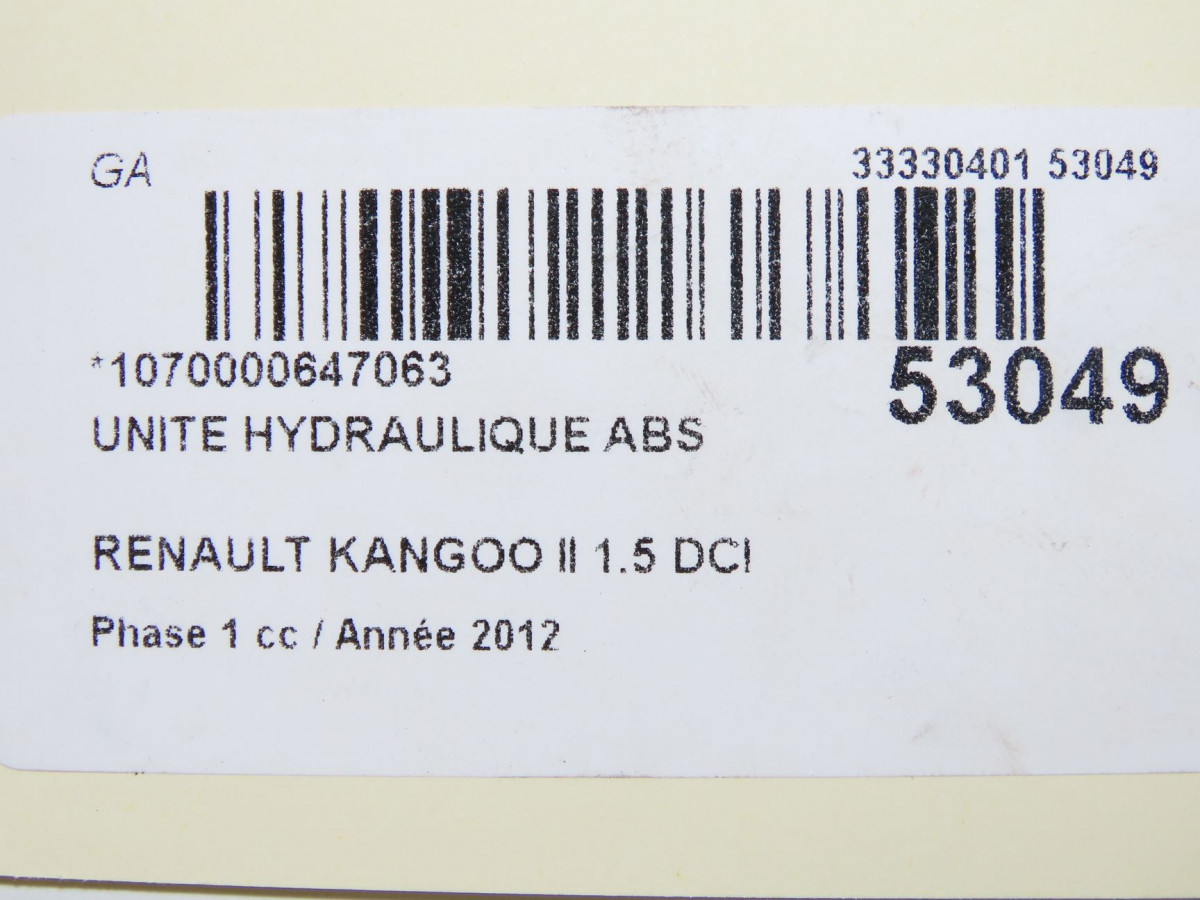 GA
33330401 53049
*1070000647063
53049
UNITE HYDRAULIQUE ABS
RENAULT KANGOO II 1.5 DCI
Phase 1 cc / Année 2012